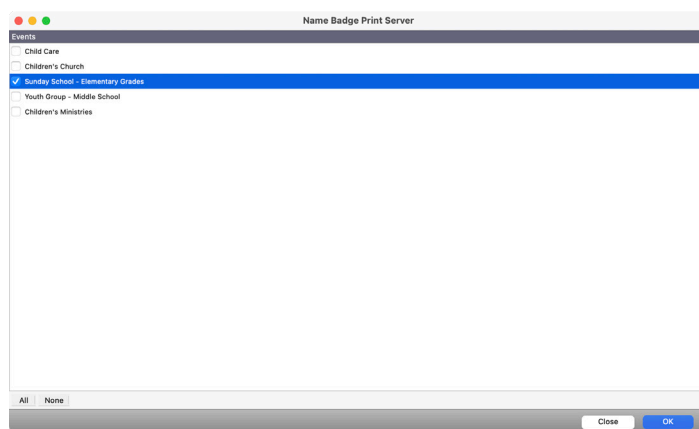 Name Badge Print Server
Events
Child Care
Children's Church
Sunday School - Elementary Grades
Youth Group - Middle School
Children's Ministries
All None
Close OK